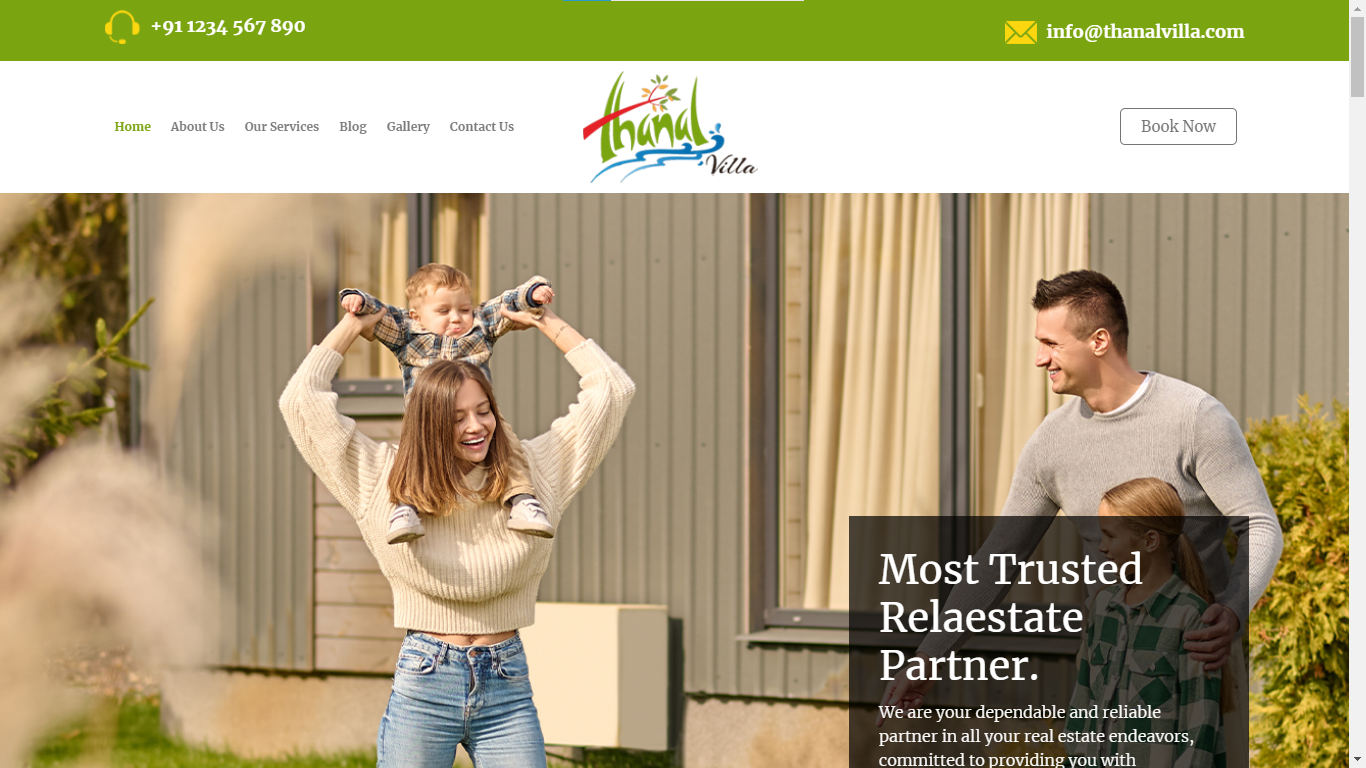 +91 1234 567 890
info@thanalvilla.com
Home About Us Our Services Blog Gallery Contact Us
thanal
Villa
Book Now
Most Trusted
Relaestate
Partner.
We are your dependable and reliable
partner in all your real estate endeavors,
committed to providing you with